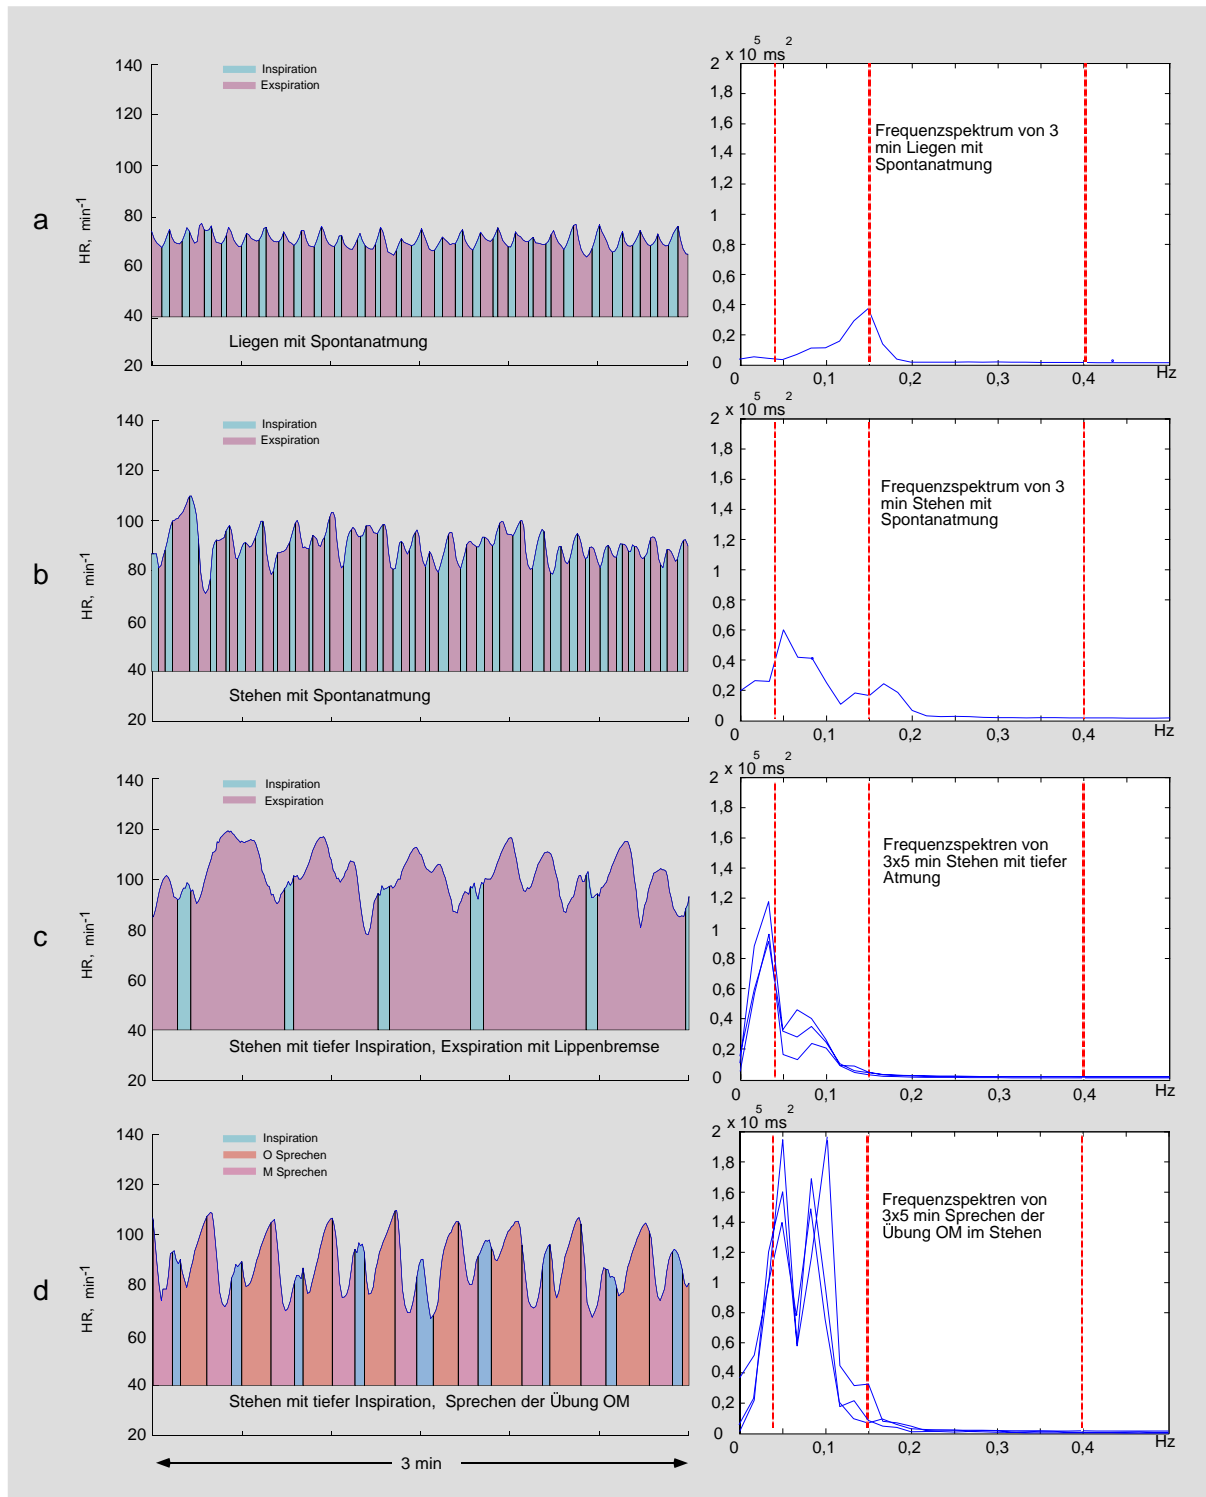 a
140
120
100
80
60
40
20
HR, min-1
Inspiration
Exspiration
Liegen mit Spontanatmung
x 10 5 ms 2
2
1,8
1,6
1,4
1,2
1
0,8
0,6
0,4
0,2
0
Frequenzspektrum von 3
min Liegen mit
Spontanatmung
0 0,1 0,2 0,3 0,4 Hz
b
140
120
100
80
60
40
20
HR, min-1
Inspiration
Exspiration
Stehen mit Spontanatmung
x 10 5 ms 2
2
1,8
1,6
1,4
1,2
1
0,8
0,6
0,4
0,2
0
Frequenzspektrum von 3
min Stehen mit
Spontanatmung
0 0,1 0,2 0,3 0,4 Hz
c
140
120
100
80
60
40
20
HR, min-1
Inspiration
Exspiration
Stehen mit tiefer Inspiration, Exspiration mit Lippenbremse
x 10 5 ms 2
2
1,8
1,6
1,4
1,2
1
0,8
0,6
0,4
0,2
0
Frequenzspektren von
3x5 min Stehen mit tiefer
Atmung
0 0,1 0,2 0,3 0,4 Hz
d
140
120
100
80
60
40
20
HR, min-1
Inspiration
O Sprechen
M Sprechen
Stehen mit tiefer Inspiration, Sprechen der Übung OM
3 min
x 10 5 ms 2
2
1,8
1,6
1,4
1,2
1
0,8
0,6
0,4
0,2
0
Frequenzspektren von
3x5 min Sprechen der
Übung OM im Stehen
0 0,1 0,2 0,3 0,4 Hz